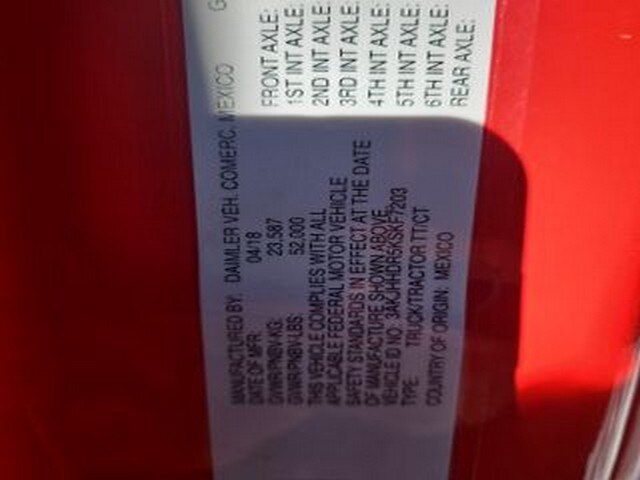 MANUFACTURED BY: DAIMLER VEH. COMERC. MEXICO G
DATE OF MFR: 04/18
GVWR/PNBV-KG: 23,587
GVWR/PNBV-LBS: 52,000
THIS VEHICLE COMPLIES WITH ALL
APPLICABLE FEDERAL MOTOR VEHICLE
SAFETY STANDARDS IN EFFECT AT THE DATE
OF MANUFACTURE SHOWN ABOVE
VEHICLE ID NO.: 3AKJHHDR5KSKF7203
TYPE: TRUCK/TRACTOR TT/CT
COUNTRY OF ORIGIN: MEXICO
FRONT AXLE:
1ST INT AXLE:
2ND INT AXLE:
3RD INT AXLE:
4TH INT AXLE:
5TH INT AXLE:
6TH INT AXLE:
REAR AXLE: